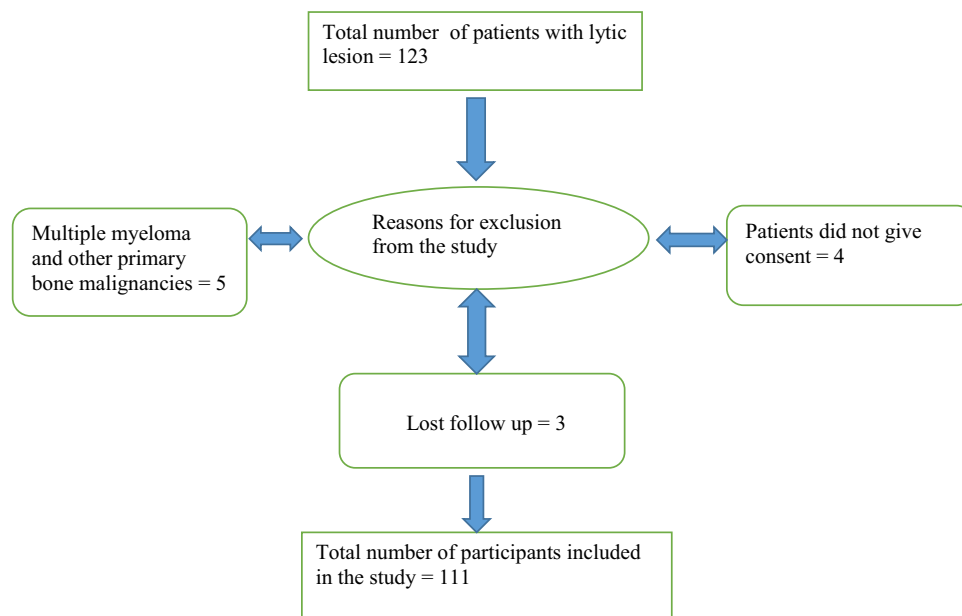 Total number of patients with lytic
lesion = 123
Reasons for exclusion
from the study
Multiple myeloma
and other primary
bone malignancies = 5
Patients did not give
consent = 4
Lost follow up = 3
Total number of participants included
in the study = 111